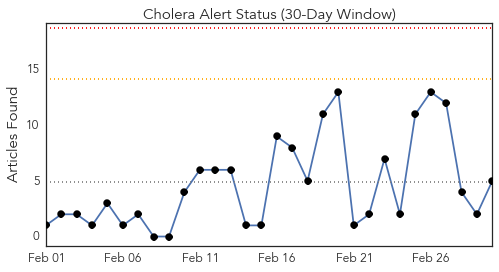 Cholera Alert Status (30-Day Window)
Articles Found
15
10
5
0
Feb 01 Feb 06 Feb 11 Feb 16 Feb 21 Feb 26